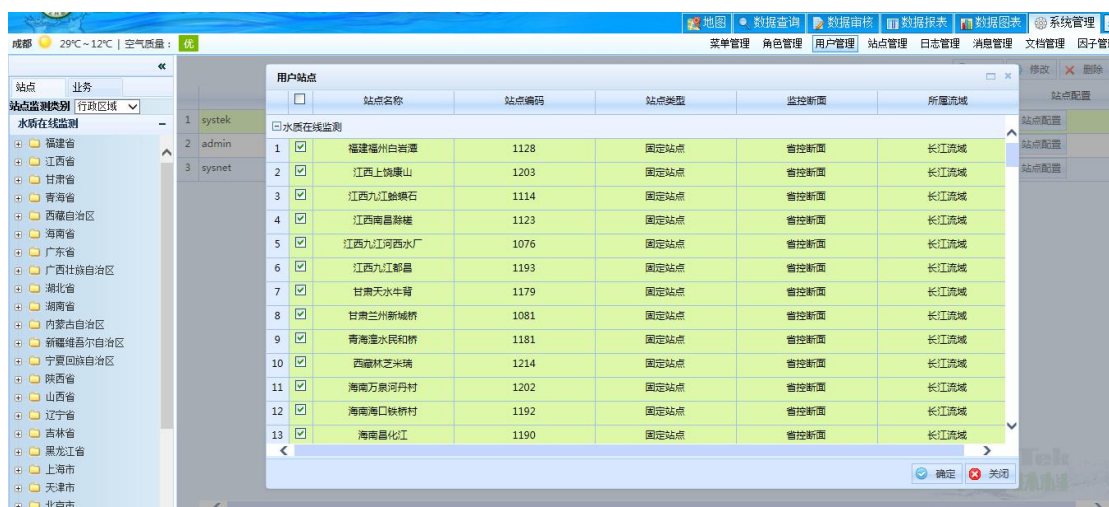 地图 数据查询 数据审核 数据报表 数据图表 系统管理
成都 29℃~12℃ | 空气质量： 优
菜单管理 角色管理 用户管理 站点管理 日志管理 消息管理 文档管理 因子管
«
修改 删除
站点 业务
站点监测类别 行政区域
水质在线监测 −
福建省
江西省
甘肃省
青海省
西藏自治区
海南省
广东省
广西壮族自治区
湖北省
湖南省
内蒙古自治区
新疆维吾尔自治区
宁夏回族自治区
陕西省
山西省
辽宁省
吉林省
黑龙江省
上海市
天津市
北京市
站点配置
1 systek 站点配置
2 admin 站点配置
3 sysnet 站点配置
用户站点
站点名称 站点编码 站点类型 监控断面 所属流域
水质在线监测
1 福建福州白岩潭 1128 固定站点 省控断面 长江流域
2 江西上饶康山 1203 固定站点 省控断面 长江流域
3 江西九江蛤蟆石 1114 固定站点 省控断面 长江流域
4 江西南昌滁槎 1123 固定站点 省控断面 长江流域
5 江西九江河西水厂 1076 固定站点 省控断面 长江流域
6 江西九江都昌 1193 固定站点 省控断面 长江流域
7 甘肃天水牛背 1179 固定站点 省控断面 长江流域
8 甘肃兰州新城桥 1081 固定站点 省控断面 长江流域
9 青海湟水民和桥 1181 固定站点 省控断面 长江流域
10 西藏林芝米瑞 1214 固定站点 省控断面 长江流域
11 海南万泉河丹村 1202 固定站点 省控断面 长江流域
12 海南海口铁桥村 1192 固定站点 省控断面 长江流域
13 海南昌化江 1190 固定站点 省控断面 长江流域
确定 关闭